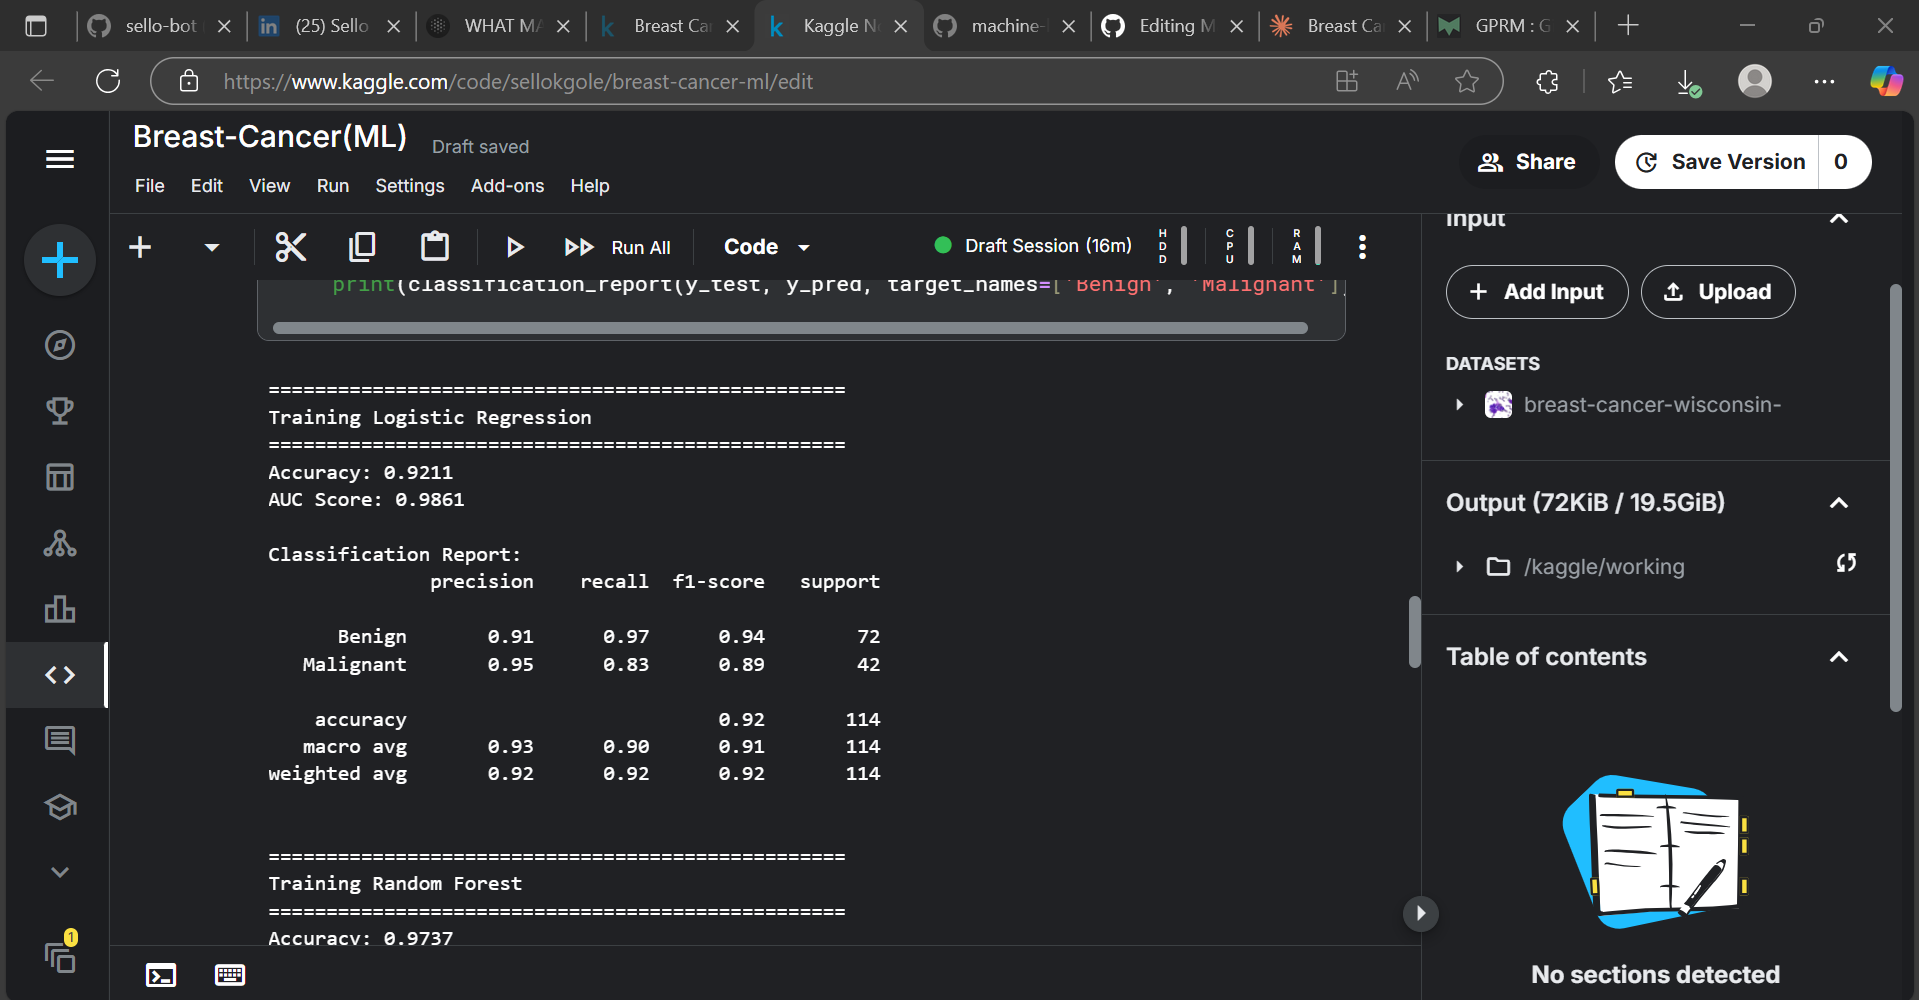 sello-bot
(25) Sello
WHAT MA
Breast Ca
Kaggle N
machine-
Editing M
Breast Ca
GPRM : G
https://www.kaggle.com/code/sellokgole/breast-cancer-ml/edit
Breast-Cancer(ML)
Draft saved
Share
Save Version
0
File Edit View Run Settings Add-ons Help
Run All
Code
Draft Session (16m)
HDD
CPU
RAM
print(classification_report(y_test, y_pred, target_names=['Benign', 'Malignant']
==================================================
Training Logistic Regression
==================================================
Accuracy: 0.9211
AUC Score: 0.9861
Classification Report:
precision recall f1-score support
Benign 0.91 0.97 0.94 72
Malignant 0.95 0.83 0.89 42
accuracy 0.92 114
macro avg 0.93 0.90 0.91 114
weighted avg 0.92 0.92 0.92 114
==================================================
Training Random Forest
==================================================
Accuracy: 0.9737
Input
Add Input
Upload
DATASETS
breast-cancer-wisconsin-
Output (72KiB / 19.5GiB)
/kaggle/working
Table of contents
No sections detected
1